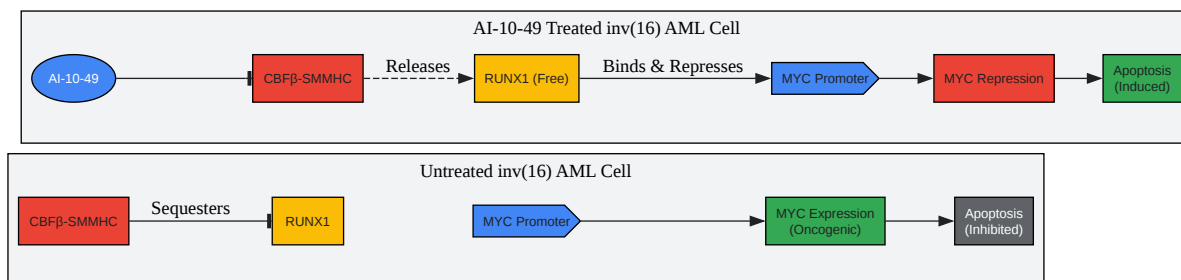 AI-10-49 Treated inv(16) AML Cell
AI-10-49
CBFβ-SMMHC
Releases
RUNX1 (Free)
Binds & Represses
MYC Promoter
MYC Repression
Apoptosis
(Induced)
Untreated inv(16) AML Cell
CBFβ-SMMHC
Sequesters
RUNX1
MYC Promoter
MYC Expression
(Oncogenic)
Apoptosis
(Inhibited)